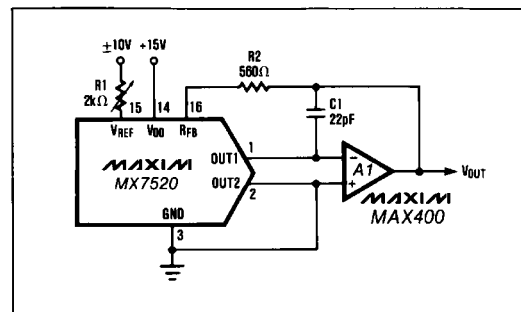 ±10V +15V
R1
2kΩ
15 14 16
R2
560Ω
C1
22pF
VREF VDD RFB
MAXIM
MX7520
OUT1 1
OUT2 2
GND
3
−
+
A1
VOUT
MAXIM
MAX400